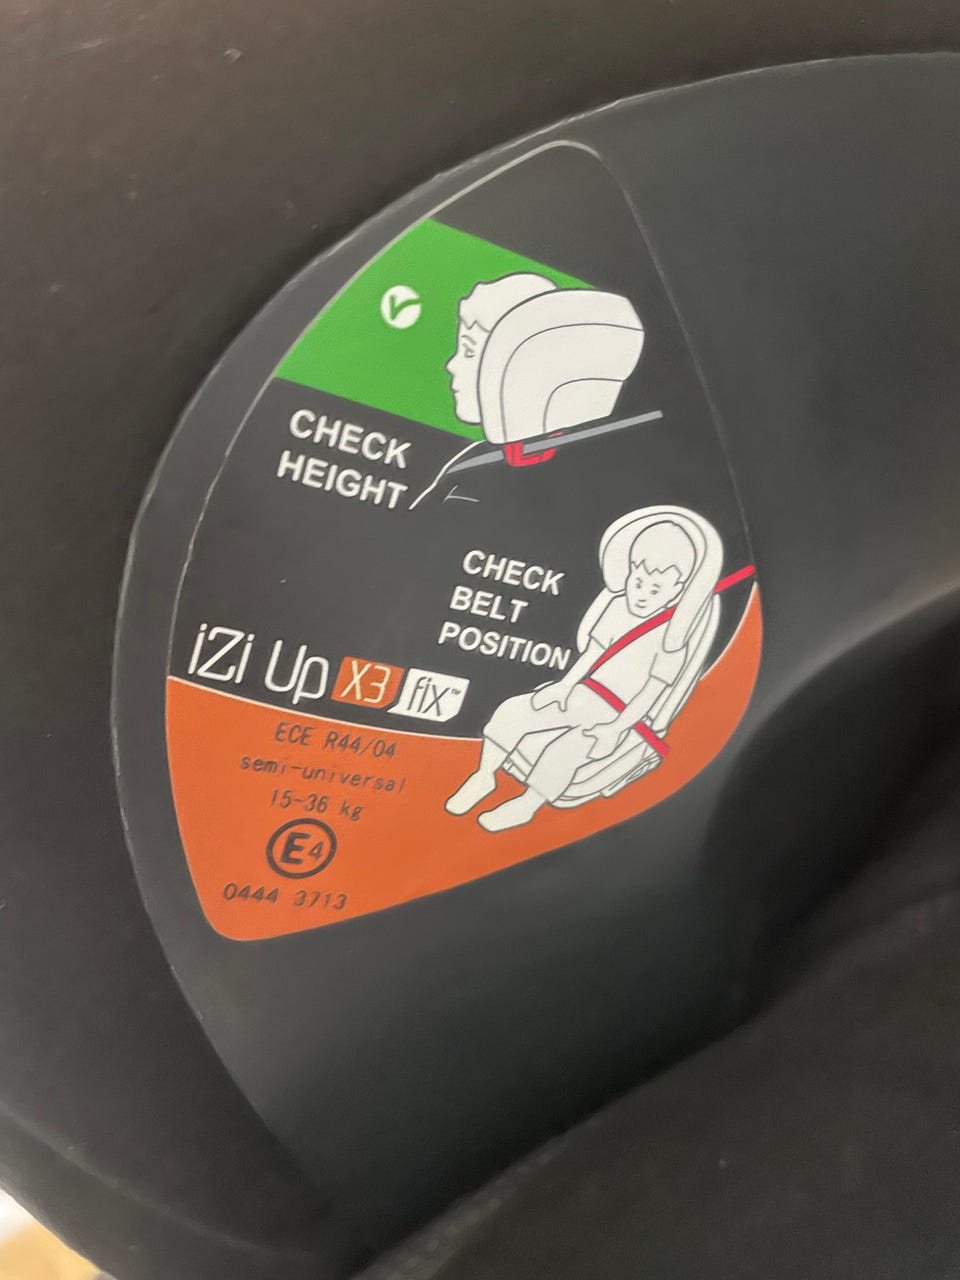 CHECK
HEIGHT
CHECK
BELT
POSITION
iZi Up X3 fix™
ECE R44/04
semi-universal
15-36 kg
E4
0444 3713